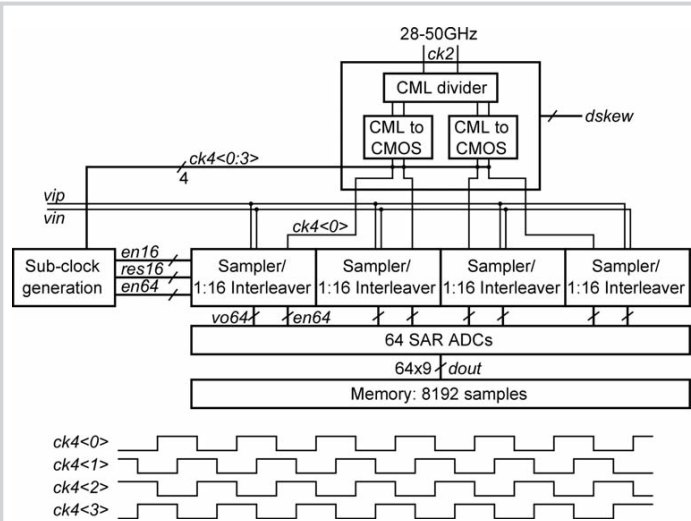 28-50GHz
ck2
CML divider
CML to CMOS
CML to CMOS
dskew
ck4<0:3>
4
vip
vin
ck4<0>
Sub-clock generation
en16
res16
en64
Sampler/ 1:16 Interleaver
Sampler/ 1:16 Interleaver
Sampler/ 1:16 Interleaver
Sampler/ 1:16 Interleaver
vo64
en64
64 SAR ADCs
64x9
dout
Memory: 8192 samples
ck4<0>
ck4<1>
ck4<2>
ck4<3>